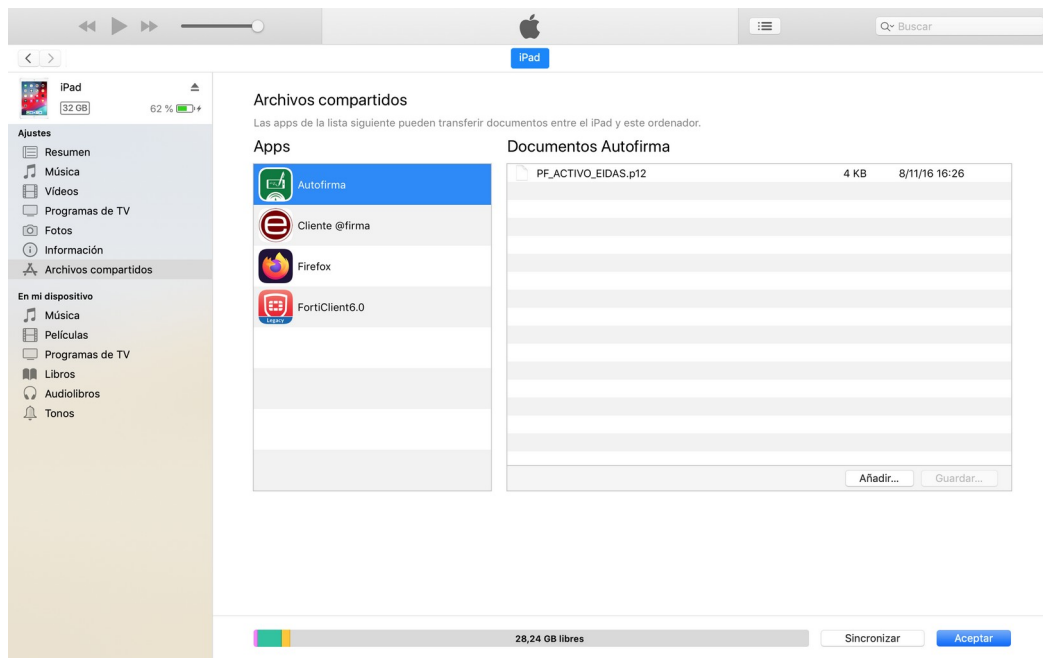 Buscar
iPad
iPad
32 GB
62 %
Ajustes
Resumen
Música
Vídeos
Programas de TV
Fotos
Información
Archivos compartidos
En mi dispositivo
Música
Películas
Programas de TV
Libros
Audiolibros
Tonos
Archivos compartidos
Las apps de la lista siguiente pueden transferir documentos entre el iPad y este ordenador.
Apps
Autofirma
Cliente @firma
Firefox
Legacy
FortiClient6.0
Documentos Autofirma
PF_ACTIVO_EIDAS.p12 4 KB 8/11/16 16:26
Añadir... Guardar...
28,24 GB libres
Sincronizar Aceptar